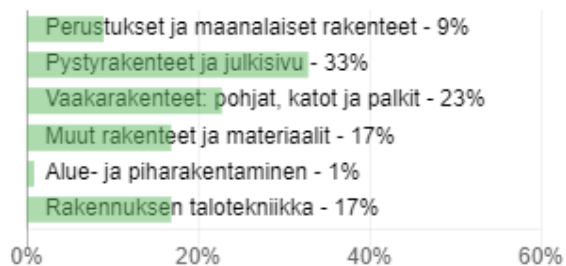 Perustukset ja maanalaiset rakenteet - 9%
Pystyrakenteet ja julkisivu - 33%
Vaakarakenteet: pohjat, katot ja palkit - 23%
Muut rakenteet ja materiaalit - 17%
Alue- ja piharakentaminen - 1%
Rakennuksen talotekniikka - 17%
0% 20% 40% 60%